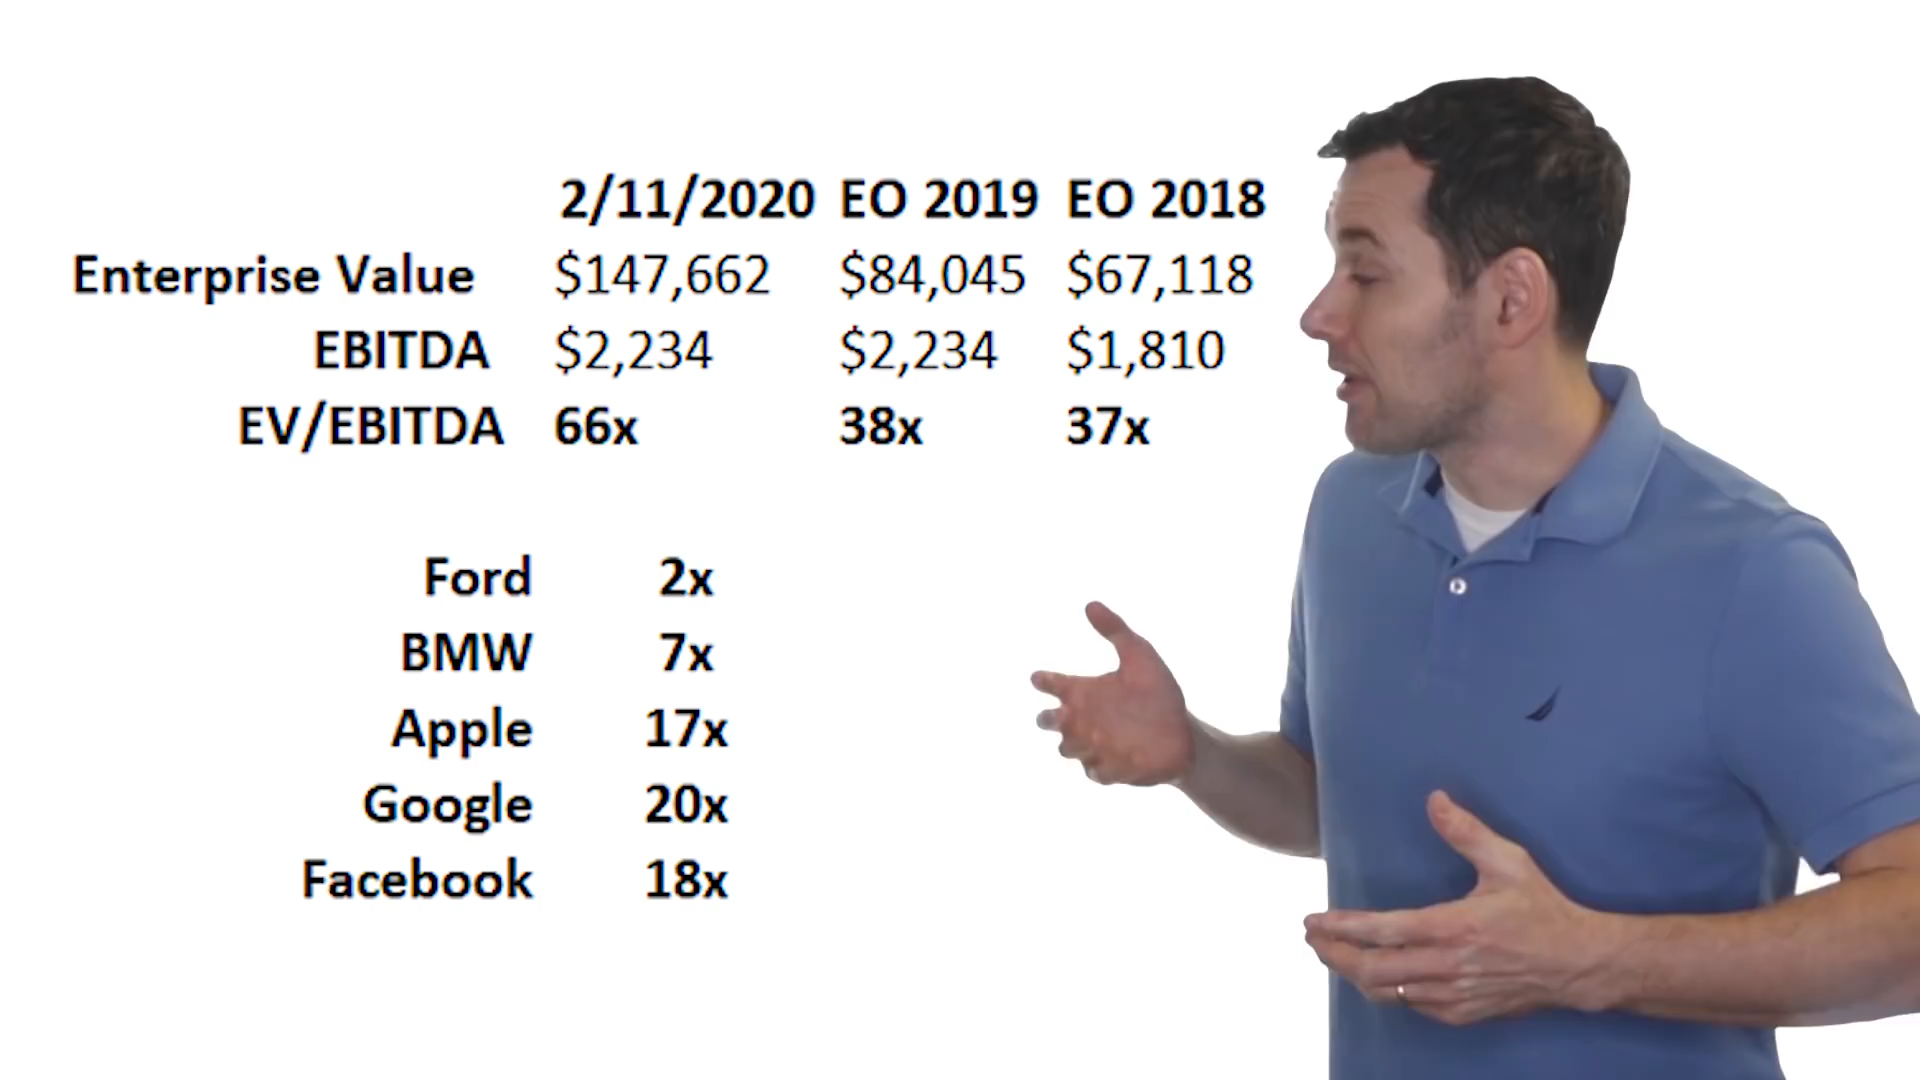 2/11/2020 EO 2019 EO 2018
Enterprise Value $147,662 $84,045 $67,118
EBITDA $2,234 $2,234 $1,810
EV/EBITDA 66x 38x 37x
Ford 2x
BMW 7x
Apple 17x
Google 20x
Facebook 18x